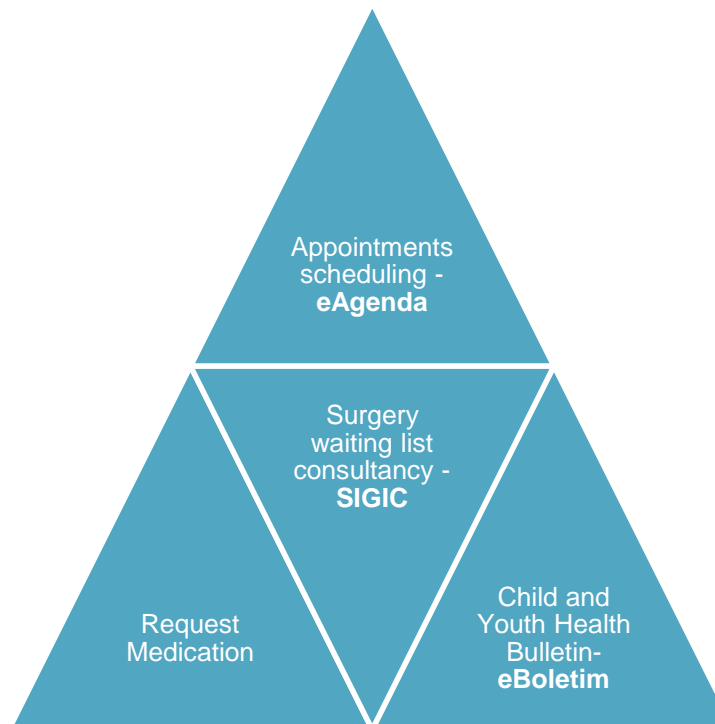 Appointments
scheduling -
eAgenda
Surgery
waiting list
consultancy -
SIGIC
Request
Medication
Child and
Youth Health
Bulletin-
eBoletim